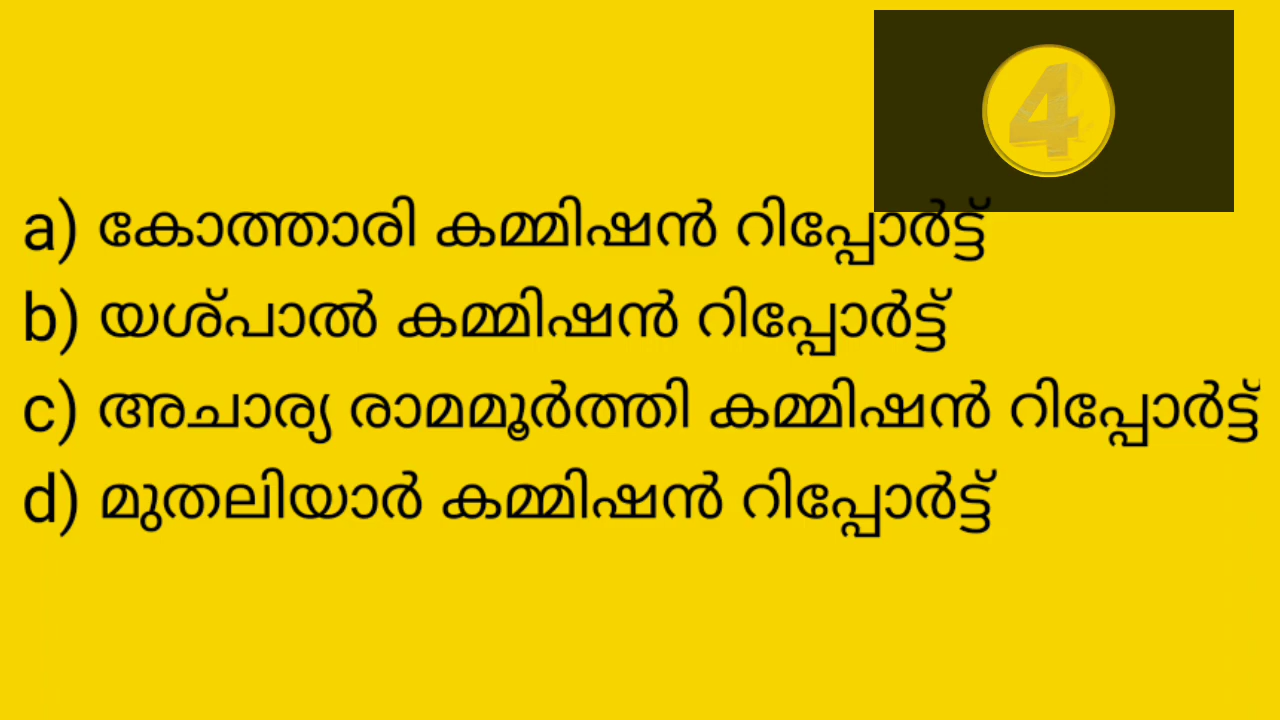 4
a) കോത്താരി കമ്മിഷൻ റിപ്പോർട്ട്
b) യശ്പാൽ കമ്മിഷൻ റിപ്പോർട്ട്
c) അചാര്യ രാമമൂർത്തി കമ്മിഷൻ റിപ്പോർട്ട്
d) മുതലിയാർ കമ്മിഷൻ റിപ്പോർട്ട്